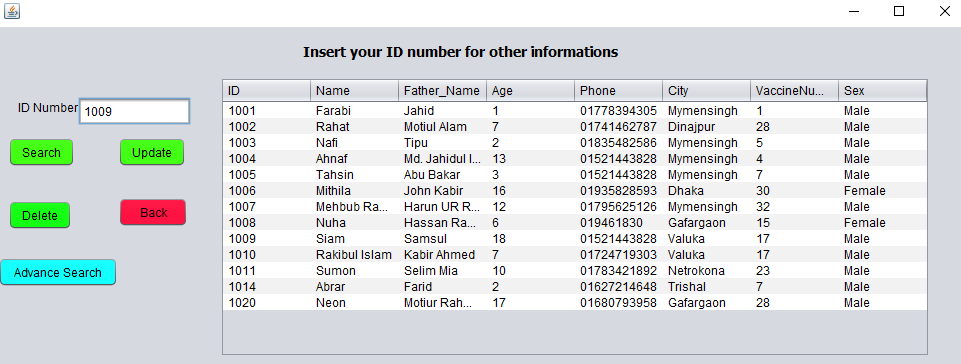 Insert your ID number for other informations
ID Number 1009
Search Update
Delete Back
Advance Search
ID Name Father_Name Age Phone City VaccineNu... Sex
1001 Farabi Jahid 1 01778394305 Mymensingh 1 Male
1002 Rahat Motiul Alam 7 01741462787 Dinajpur 28 Male
1003 Nafi Tipu 2 01835482586 Mymensingh 5 Male
1004 Ahnaf Md. Jahidul I... 13 01521443828 Mymensingh 4 Male
1005 Tahsin Abu Bakar 3 01521443828 Mymensingh 7 Male
1006 Mithila John Kabir 16 01935828593 Dhaka 30 Female
1007 Mehbub Ra... Harun UR R... 12 01795625126 Mymensingh 32 Male
1008 Nuha Hassan Ra... 6 019461830 Gafargaon 15 Female
1009 Siam Samsul 18 01521443828 Valuka 17 Male
1010 Rakibul Islam Kabir Ahmed 7 01724719303 Valuka 17 Male
1011 Sumon Selim Mia 10 01783421892 Netrokona 23 Male
1014 Abrar Farid 2 01627214648 Trishal 7 Male
1020 Neon Motiur Rah... 17 01680793958 Gafargaon 28 Male